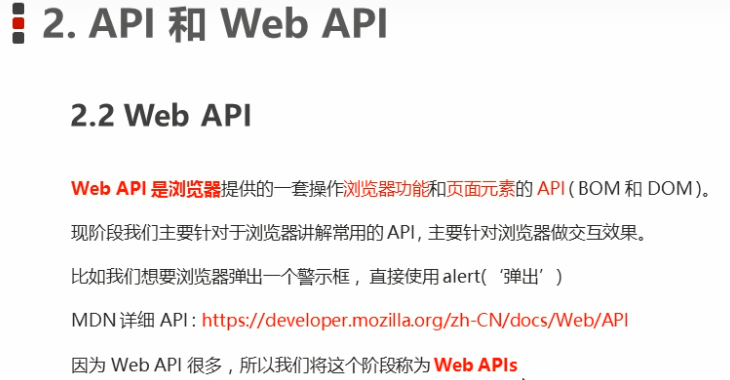 2. API 和 Web API
2.2 Web API
Web API 是浏览器提供的一套操作浏览器功能和页面元素的 API ( BOM 和 DOM )。
现阶段我们主要针对于浏览器讲解常用的 API , 主要针对浏览器做交互效果。
比如我们想要浏览器弹出一个警示框， 直接使用 alert(‘弹出’)
MDN 详细 API : https://developer.mozilla.org/zh-CN/docs/Web/API
因为 Web API 很多，所以我们将这个阶段称为 Web APIs